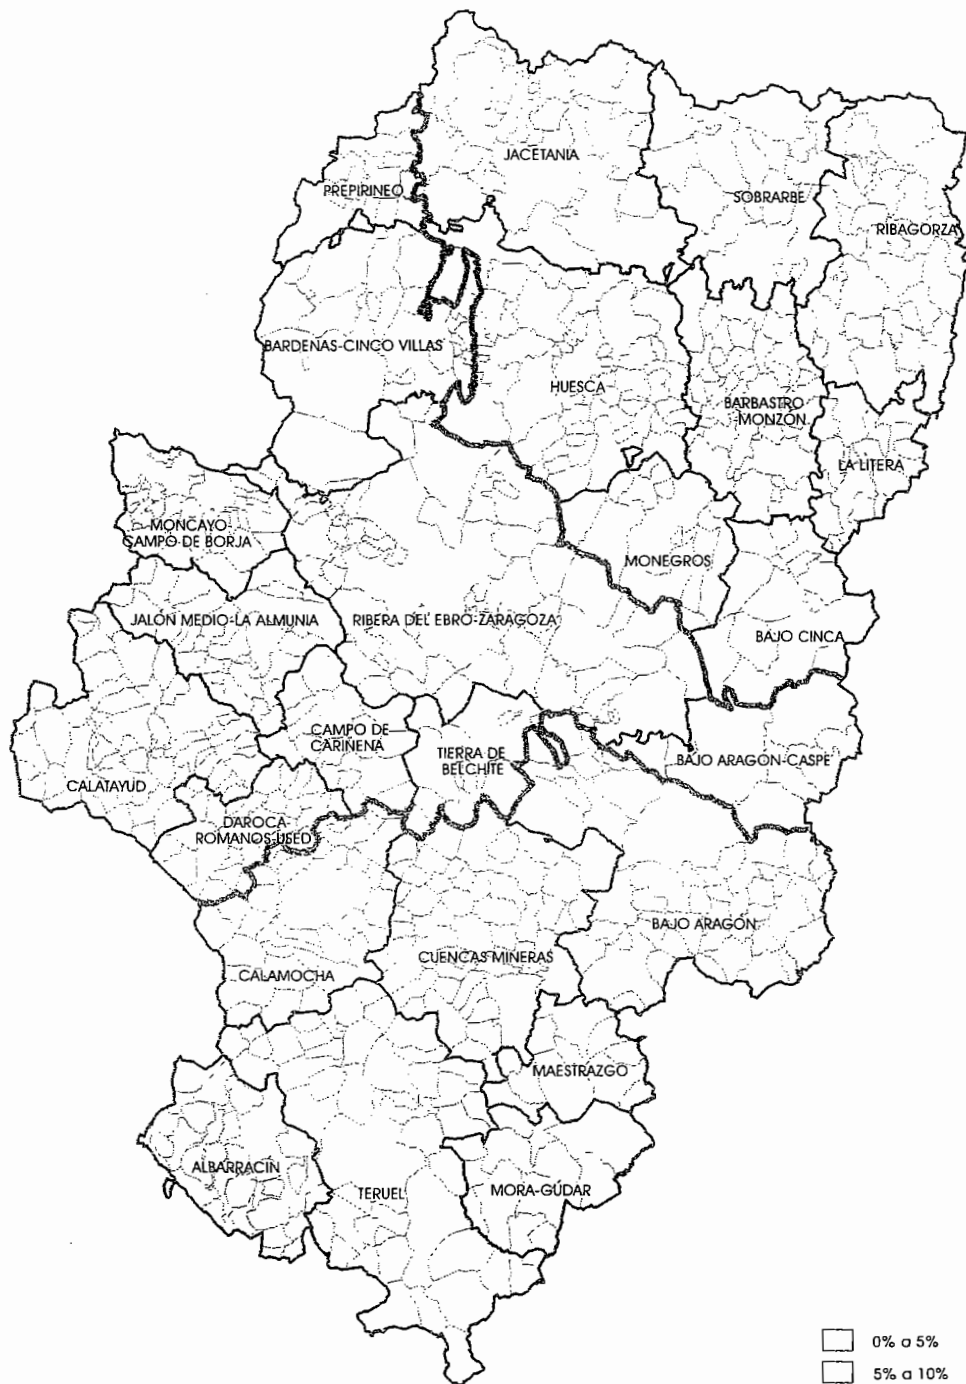 JACETANIA
PREPIRINEO
SOBRARBE
RIBAGORZA
BARDENAS-CINCO VILLAS
HUESCA
BARBASTRO
-MONZÓN
LA LITERA
MONCAYO-
CAMPO DE BORJA
MONEGROS
JALÓN MEDIO-LA ALMUNIA
RIBERA DEL EBRO-ZARAGOZA
BAJO CINCA
CAMPO DE
CARIÑENA
TIERRA DE
BELCHITE
BAJO ARAGÓN-CASPE
CALATAYUD
DAROCA
ROMANOS-USED
BAJO ARAGÓN
CUENCAS MINERAS
CALAMOCHA
MAESTRAZGO
ALBARRACÍN
TERUEL
MORA-GÚDAR
0% a 5%
5% a 10%